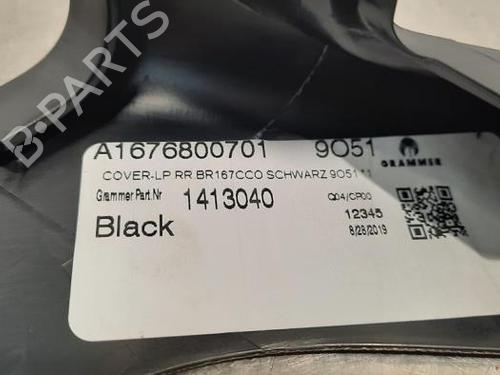 B-PARTS
A1676800701 9O51
GRAMMER
COVER-LP RR BR167CCO SCHWARZ 9O51
Grammer Part.Nr 1413040 Q04/CP00
12345
Black 8/28/2019